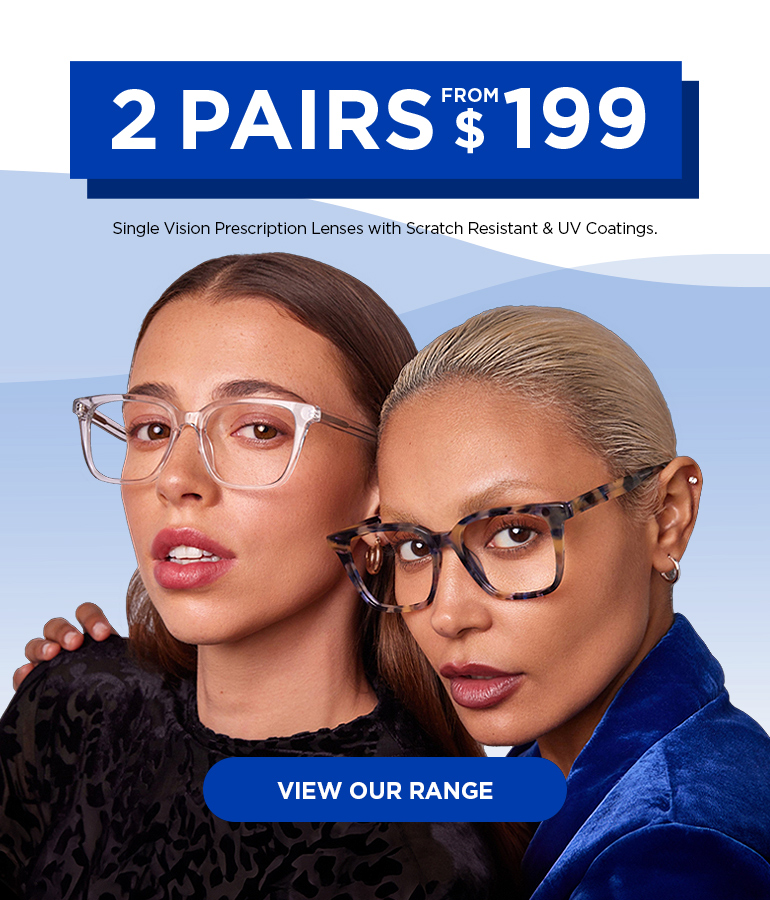 2 PAIRS FROM $199
Single Vision Prescription Lenses with Scratch Resistant & UV Coatings.
VIEW OUR RANGE